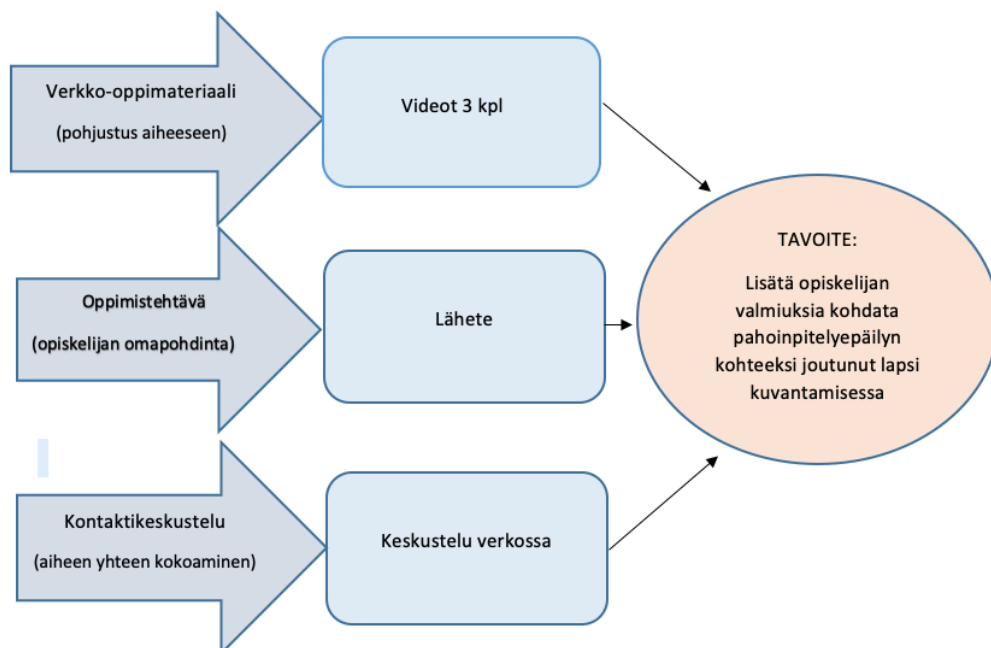 Verkko-oppimateriaali
(pohjustus aiheeseen)
Videot 3 kpl
Oppimistehtävä
(opiskelijan omapohdinta)
Lähete
Kontaktikeskustelu
(aiheen yhteen kokoaminen)
Keskustelu verkossa
TAVOITE:
Lisätä opiskelijan
valmiuksia kohdata
pahoinpitelyepäilyn
kohteeksi joutunut lapsi
kuvantamisessa